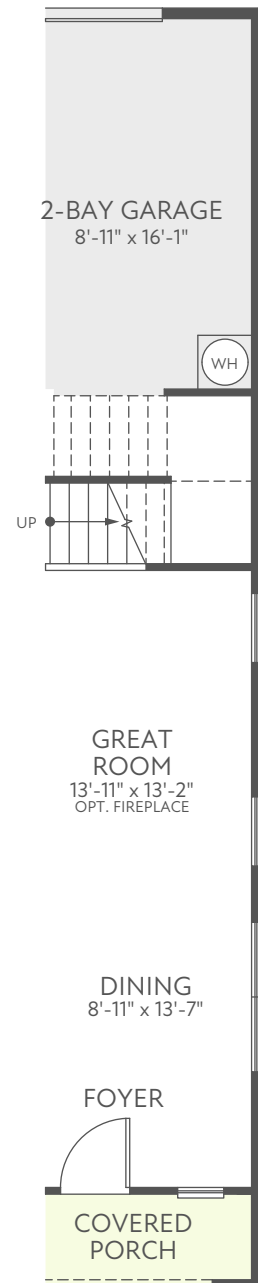 2-BAY GARAGE
8'-11" x 16'-1"
WH
UP
GREAT
ROOM
13'-11" x 13'-2"
OPT. FIREPLACE
DINING
8'-11" x 13'-7"
FOYER
COVERED
PORCH